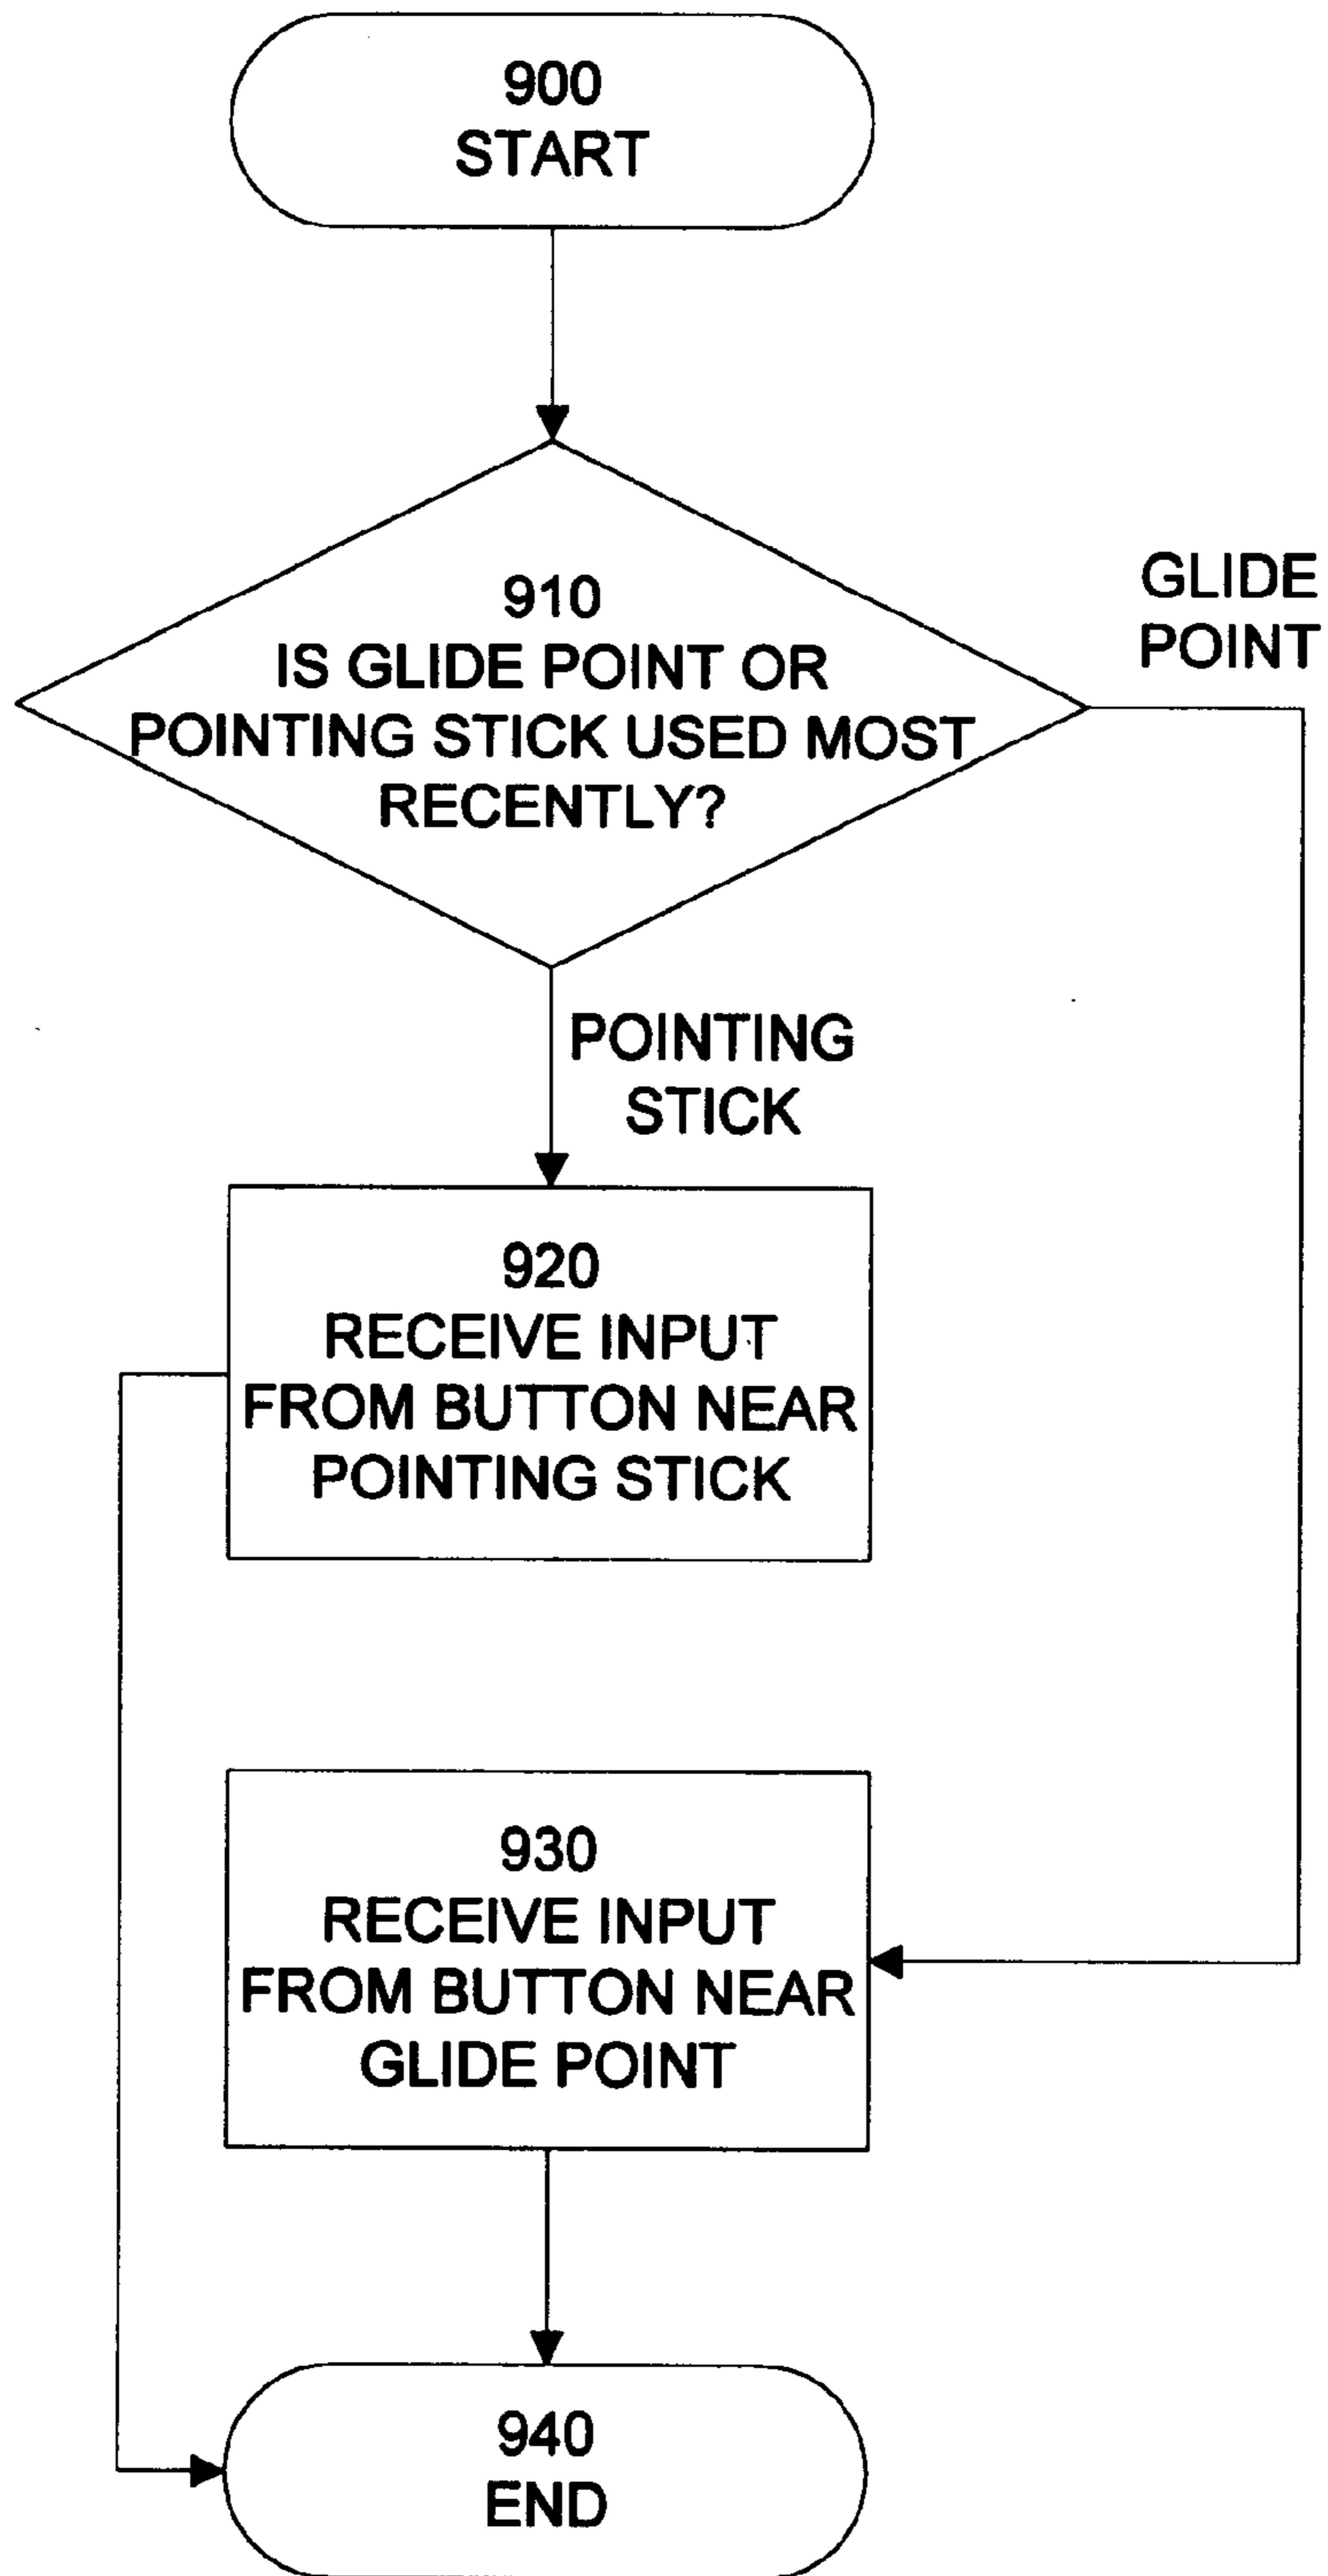 900
START
910
IS GLIDE POINT OR
POINTING STICK USED MOST
RECENTLY?
GLIDE
POINT
POINTING
STICK
920
RECEIVE INPUT
FROM BUTTON NEAR
POINTING STICK
930
RECEIVE INPUT
FROM BUTTON NEAR
GLIDE POINT
940
END